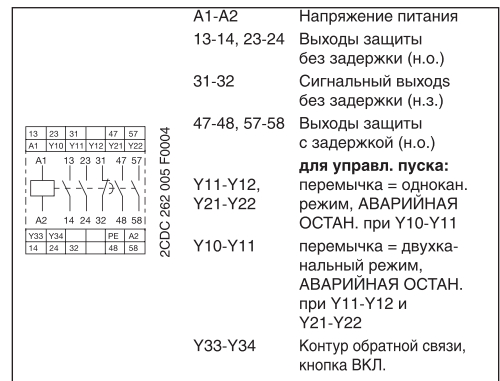 A1-A2 Напряжение питания
13-14, 23-24 Выходы защиты
без задержки (н.о.)
31-32 Сигнальный выходs
без задержки (н.з.)
47-48, 57-58 Выходы защиты
с задержкой (н.о.)
для управл. пуска:
Y11-Y12, перемычка = однокан.
Y21-Y22 режим, АВАРИЙНАЯ
ОСТАН. при Y10-Y11
Y10-Y11 перемычка = двухка-
нальный режим,
АВАРИЙНАЯ ОСТАН.
при Y11-Y12 и
Y21-Y22
Y33-Y34 Контур обратной связи,
кнопка ВКЛ.
13 23 31 47 57
A1 Y10 Y11 Y12 Y21 Y22
A1 13 23 31 47 57
A2 14 24 32 48 58
Y33 Y34 PE A2
14 24 32 48 58
2CDC 262 005 F0004